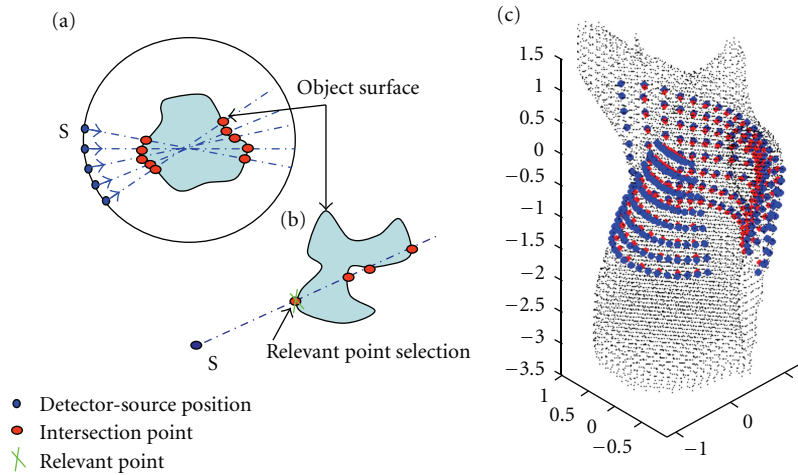 (a)
S
Object surface
(b)
S
Relevant point selection
Detector-source position
Intersection point
Relevant point
(c)
1.5
1
0.5
0
−0.5
−1
−1.5
−2
−2.5
−3
−3.5
1
0.5
0
−0.5
−1
0